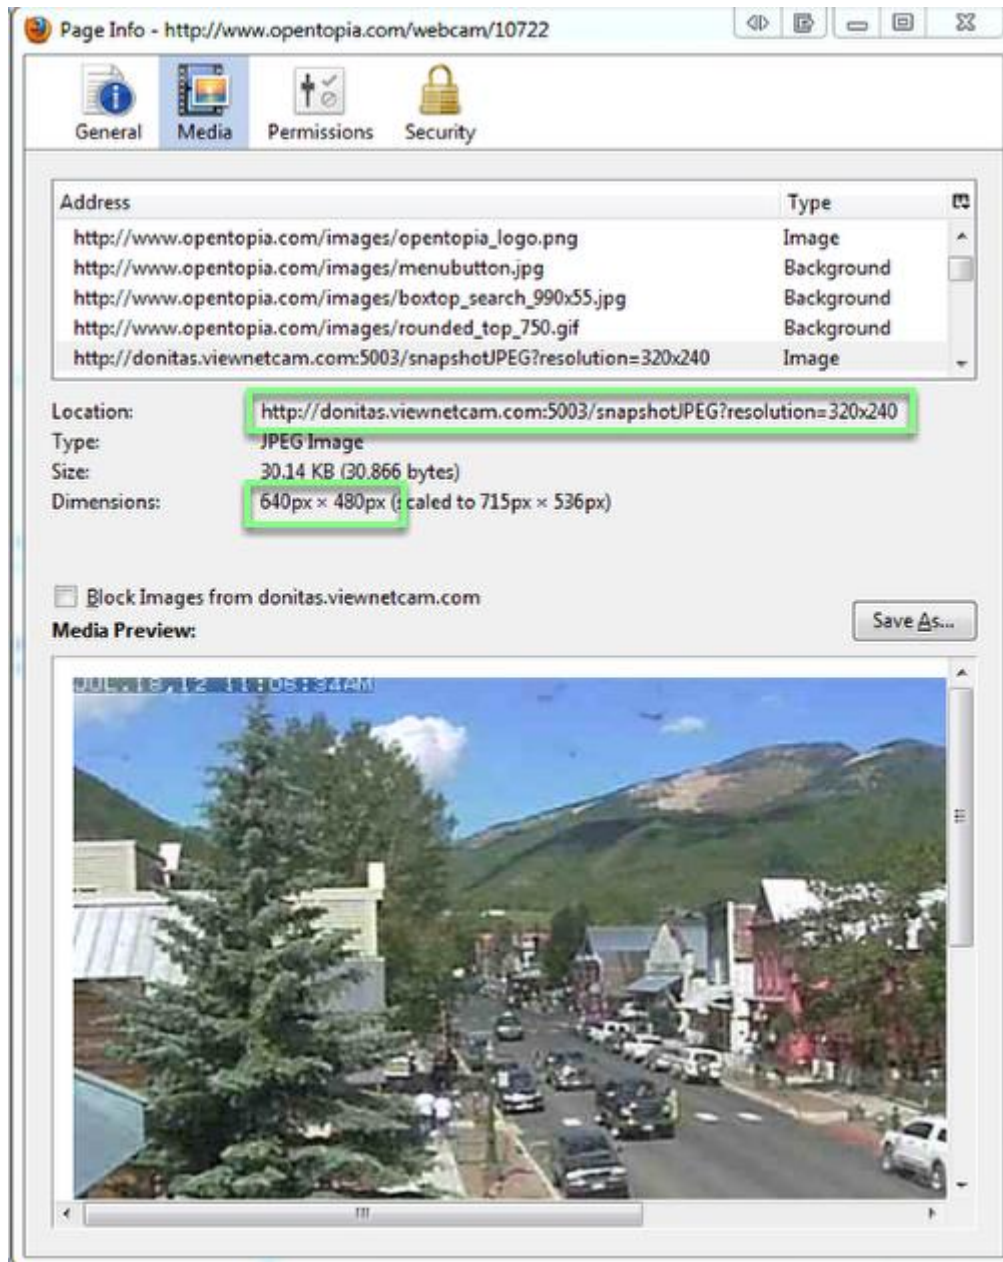 Page Info - http://www.opentopia.com/webcam/10722
General Media Permissions Security
Address Type
http://www.opentopia.com/images/opentopia_logo.png Image
http://www.opentopia.com/images/menubutton.jpg Background
http://www.opentopia.com/images/boxtop_search_990x55.jpg Background
http://www.opentopia.com/images/rounded_top_750.gif Background
http://donitas.viewnetcam.com:5003/snapshotJPEG?resolution=320x240 Image
Location: http://donitas.viewnetcam.com:5003/snapshotJPEG?resolution=320x240
Type: JPEG Image
Size: 30.14 KB (30.866 bytes)
Dimensions: 640px × 480px (scaled to 715px × 536px)
Block Images from donitas.viewnetcam.com
Save As...
Media Preview:
11:06:34AM